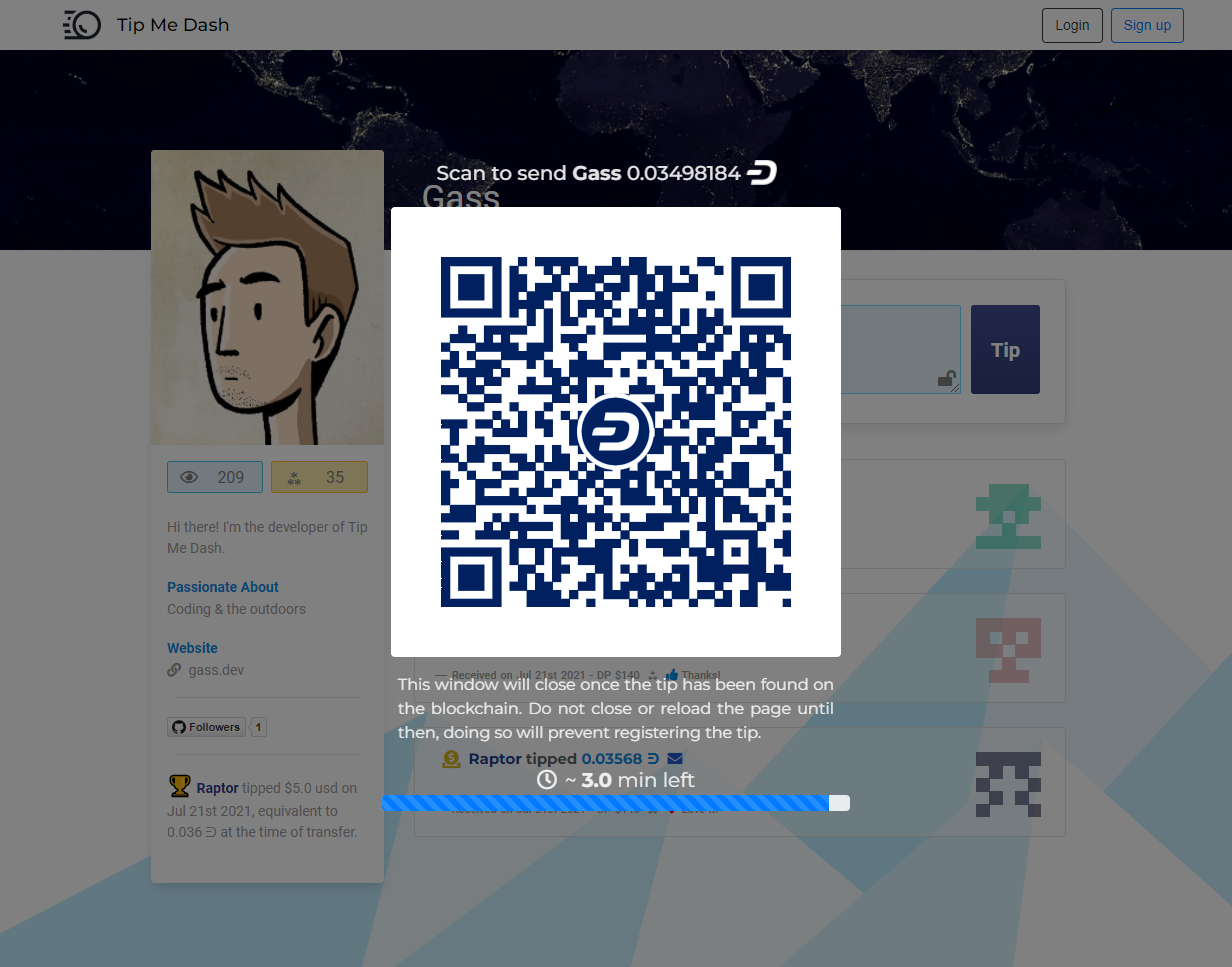 Tip Me Dash
Login
Sign up
Scan to send Gass 0.03498184
Gass
Tip
209
35
Hi there! I'm the developer of Tip
Me Dash.
Passionate About
Coding & the outdoors
Website
gass.dev
Followers 1
Raptor tipped $5.0 usd on
Jul 21st 2021, equivalent to
0.036 at the time of transfer.
— Received on Jul 21st 2021 - DP $140 Thanks!
This window will close once the tip has been found on
the blockchain. Do not close or reload the page until
then, doing so will prevent registering the tip.
Raptor tipped 0.03568
~ 3.0 min left